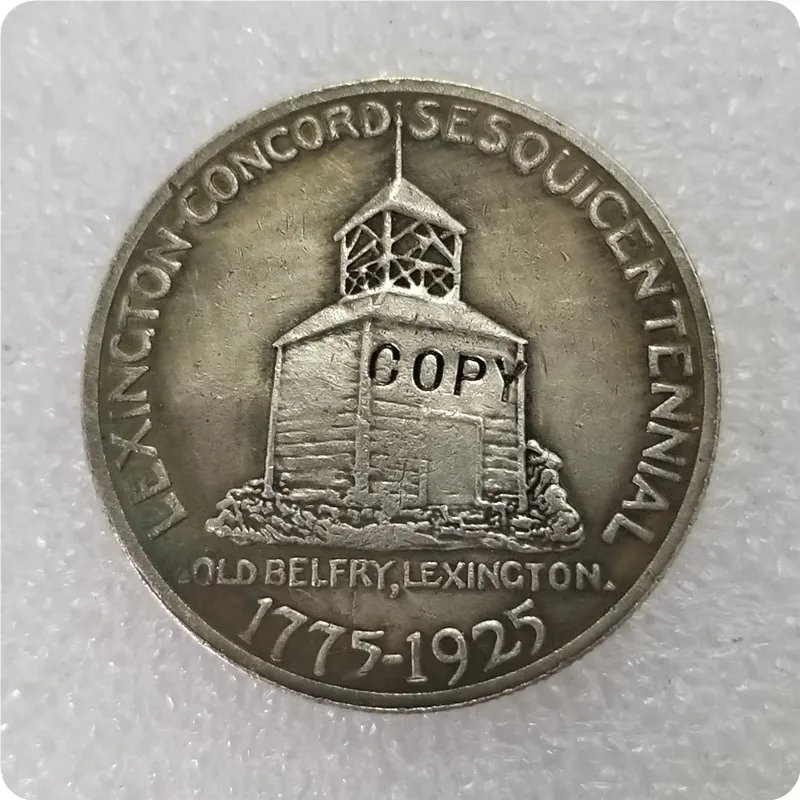 LEXINGTON-CONCORD SESQUICENTENNIAL
COPY
OLD BELFRY, LEXINGTON.
1775-1925